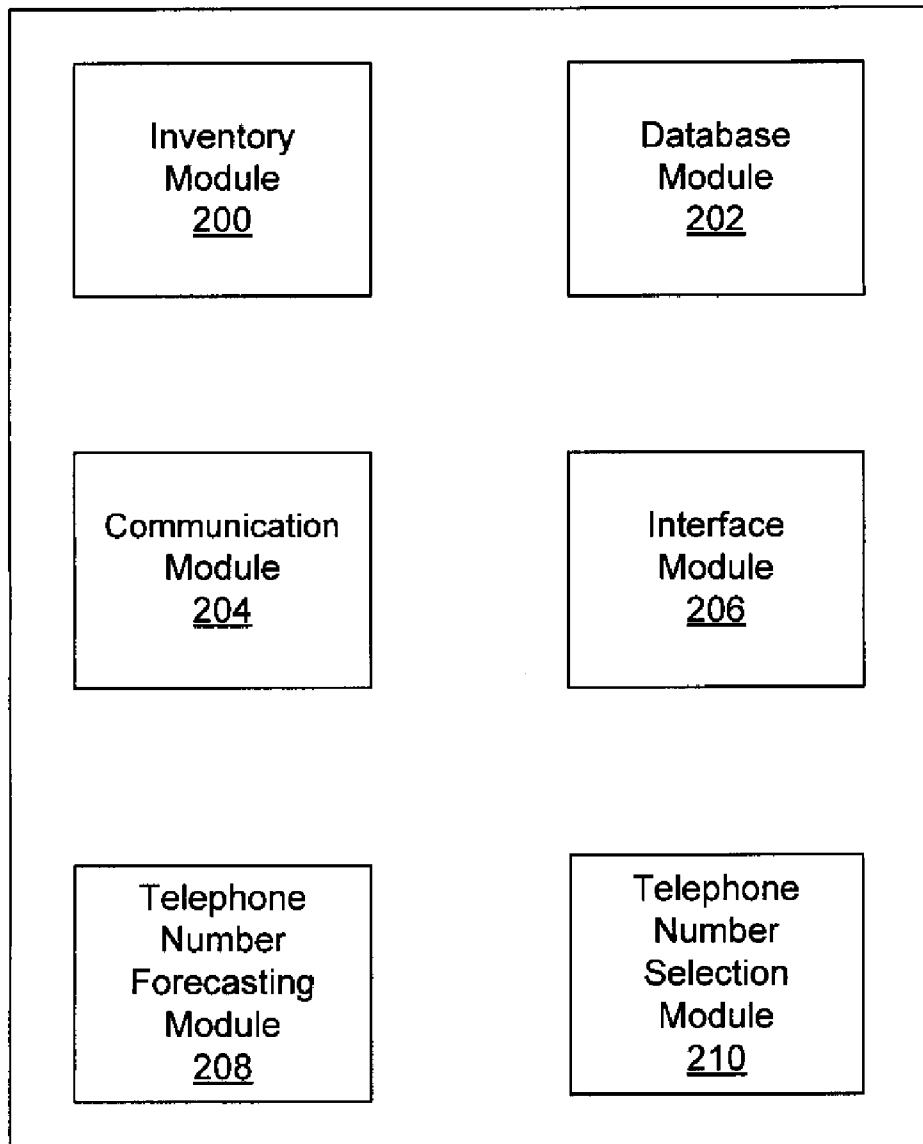 Inventory
Module
200
Database
Module
202
Communication
Module
204
Interface
Module
206
Telephone
Number
Forecasting
Module
208
Telephone
Number
Selection
Module
210